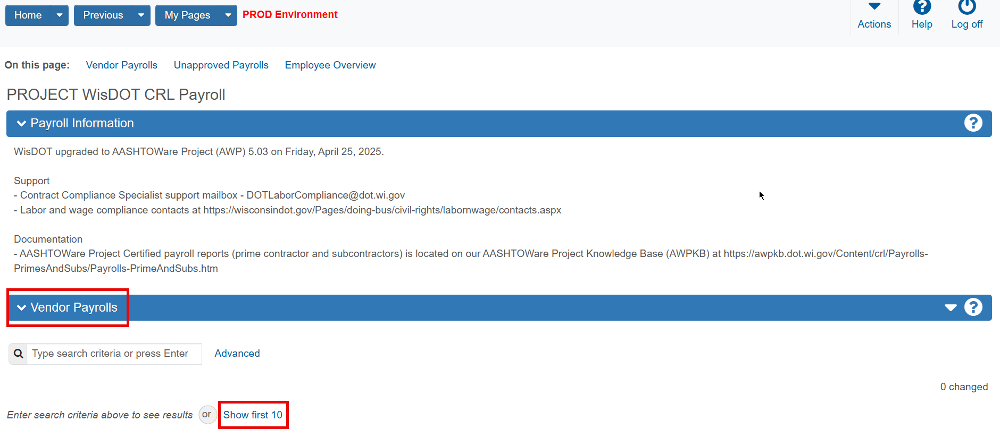 Home Previous My Pages PROD Environment
Actions Help Log off
On this page: Vendor Payrolls Unapproved Payrolls Employee Overview
PROJECT WisDOT CRL Payroll
Payroll Information ?
WisDOT upgraded to AASHTOWare Project (AWP) 5.03 on Friday, April 25, 2025.
Support
- Contract Compliance Specialist support mailbox - DOTLaborCompliance@dot.wi.gov
- Labor and wage compliance contacts at https://wisconsindot.gov/Pages/doing-bus/civil-rights/labornwage/contacts.aspx
Documentation
- AASHTOWare Project Certified payroll reports (prime contractor and subcontractors) is located on our AASHTOWare Project Knowledge Base (AWPKB) at https://awpkb.dot.wi.gov/Content/crl/Payrolls-
PrimesAndSubs/Payrolls-PrimeAndSubs.htm
Vendor Payrolls ?
Type search criteria or press Enter Advanced
0 changed
Enter search criteria above to see results or Show first 10